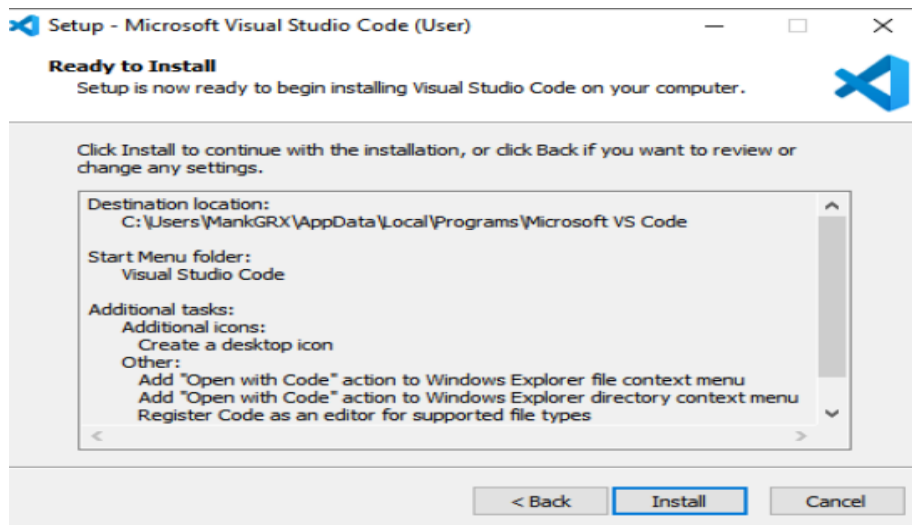 Setup - Microsoft Visual Studio Code (User)
Ready to Install
Setup is now ready to begin installing Visual Studio Code on your computer.
Click Install to continue with the installation, or click Back if you want to review or
change any settings.
Destination location:
C:\Users\MankGRX\AppData\Local\Programs\Microsoft VS Code
Start Menu folder:
Visual Studio Code
Additional tasks:
Additional icons:
Create a desktop icon
Other:
Add "Open with Code" action to Windows Explorer file context menu
Add "Open with Code" action to Windows Explorer directory context menu
Register Code as an editor for supported file types
< Back Install Cancel